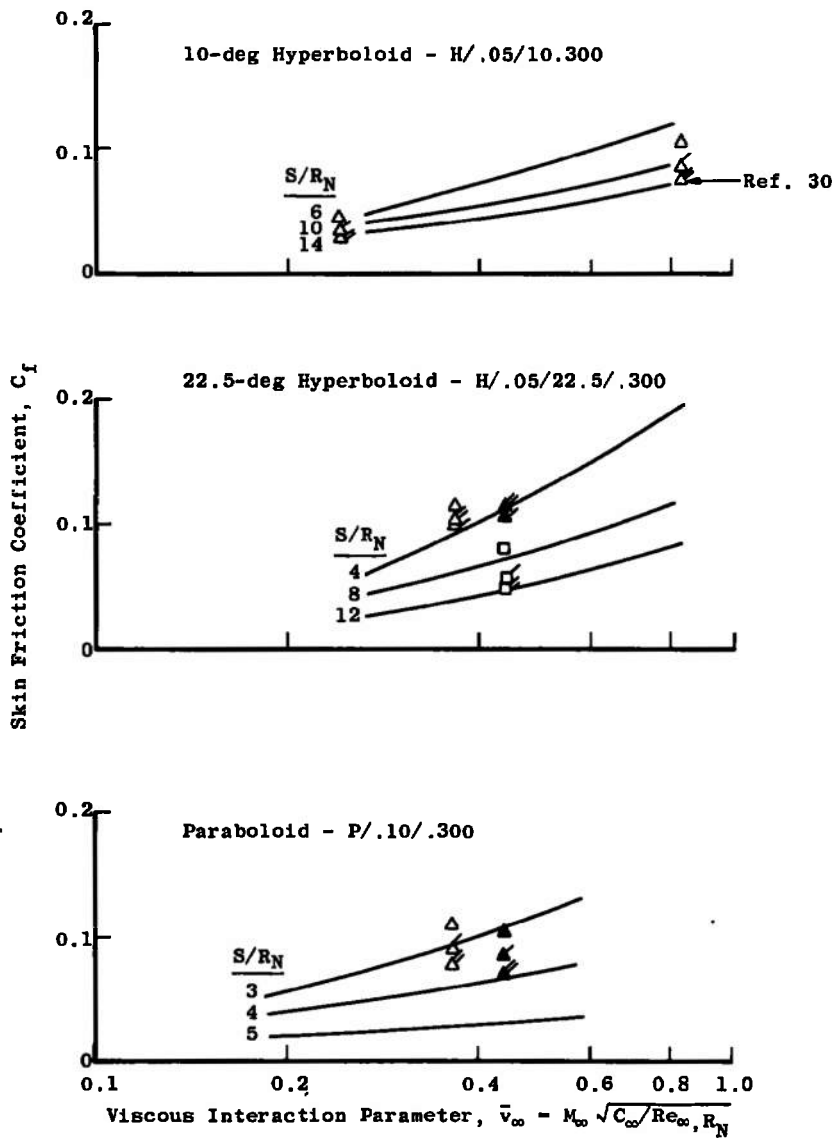 0.2
10-deg Hyperboloid - H/.05/10.300
0.1
S/R_N
6
10
14
Ref. 30
0
Skin Friction Coefficient, C_f
22.5-deg Hyperboloid - H/.05/22.5/.300
0.2
0.1
S/R_N
4
8
12
0
0.2
Paraboloid - P/.10/.300
0.1
S/R_N
3
4
5
0
0.1 0.2 0.4 0.6 0.8 1.0
Viscous Interaction Parameter, v̄_∞ - M_∞ √C_∞/Re_∞,R_N